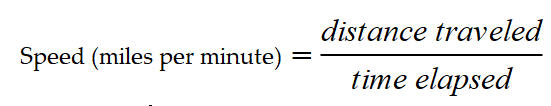 Speed (miles per minute) = distance traveled / time elapsed